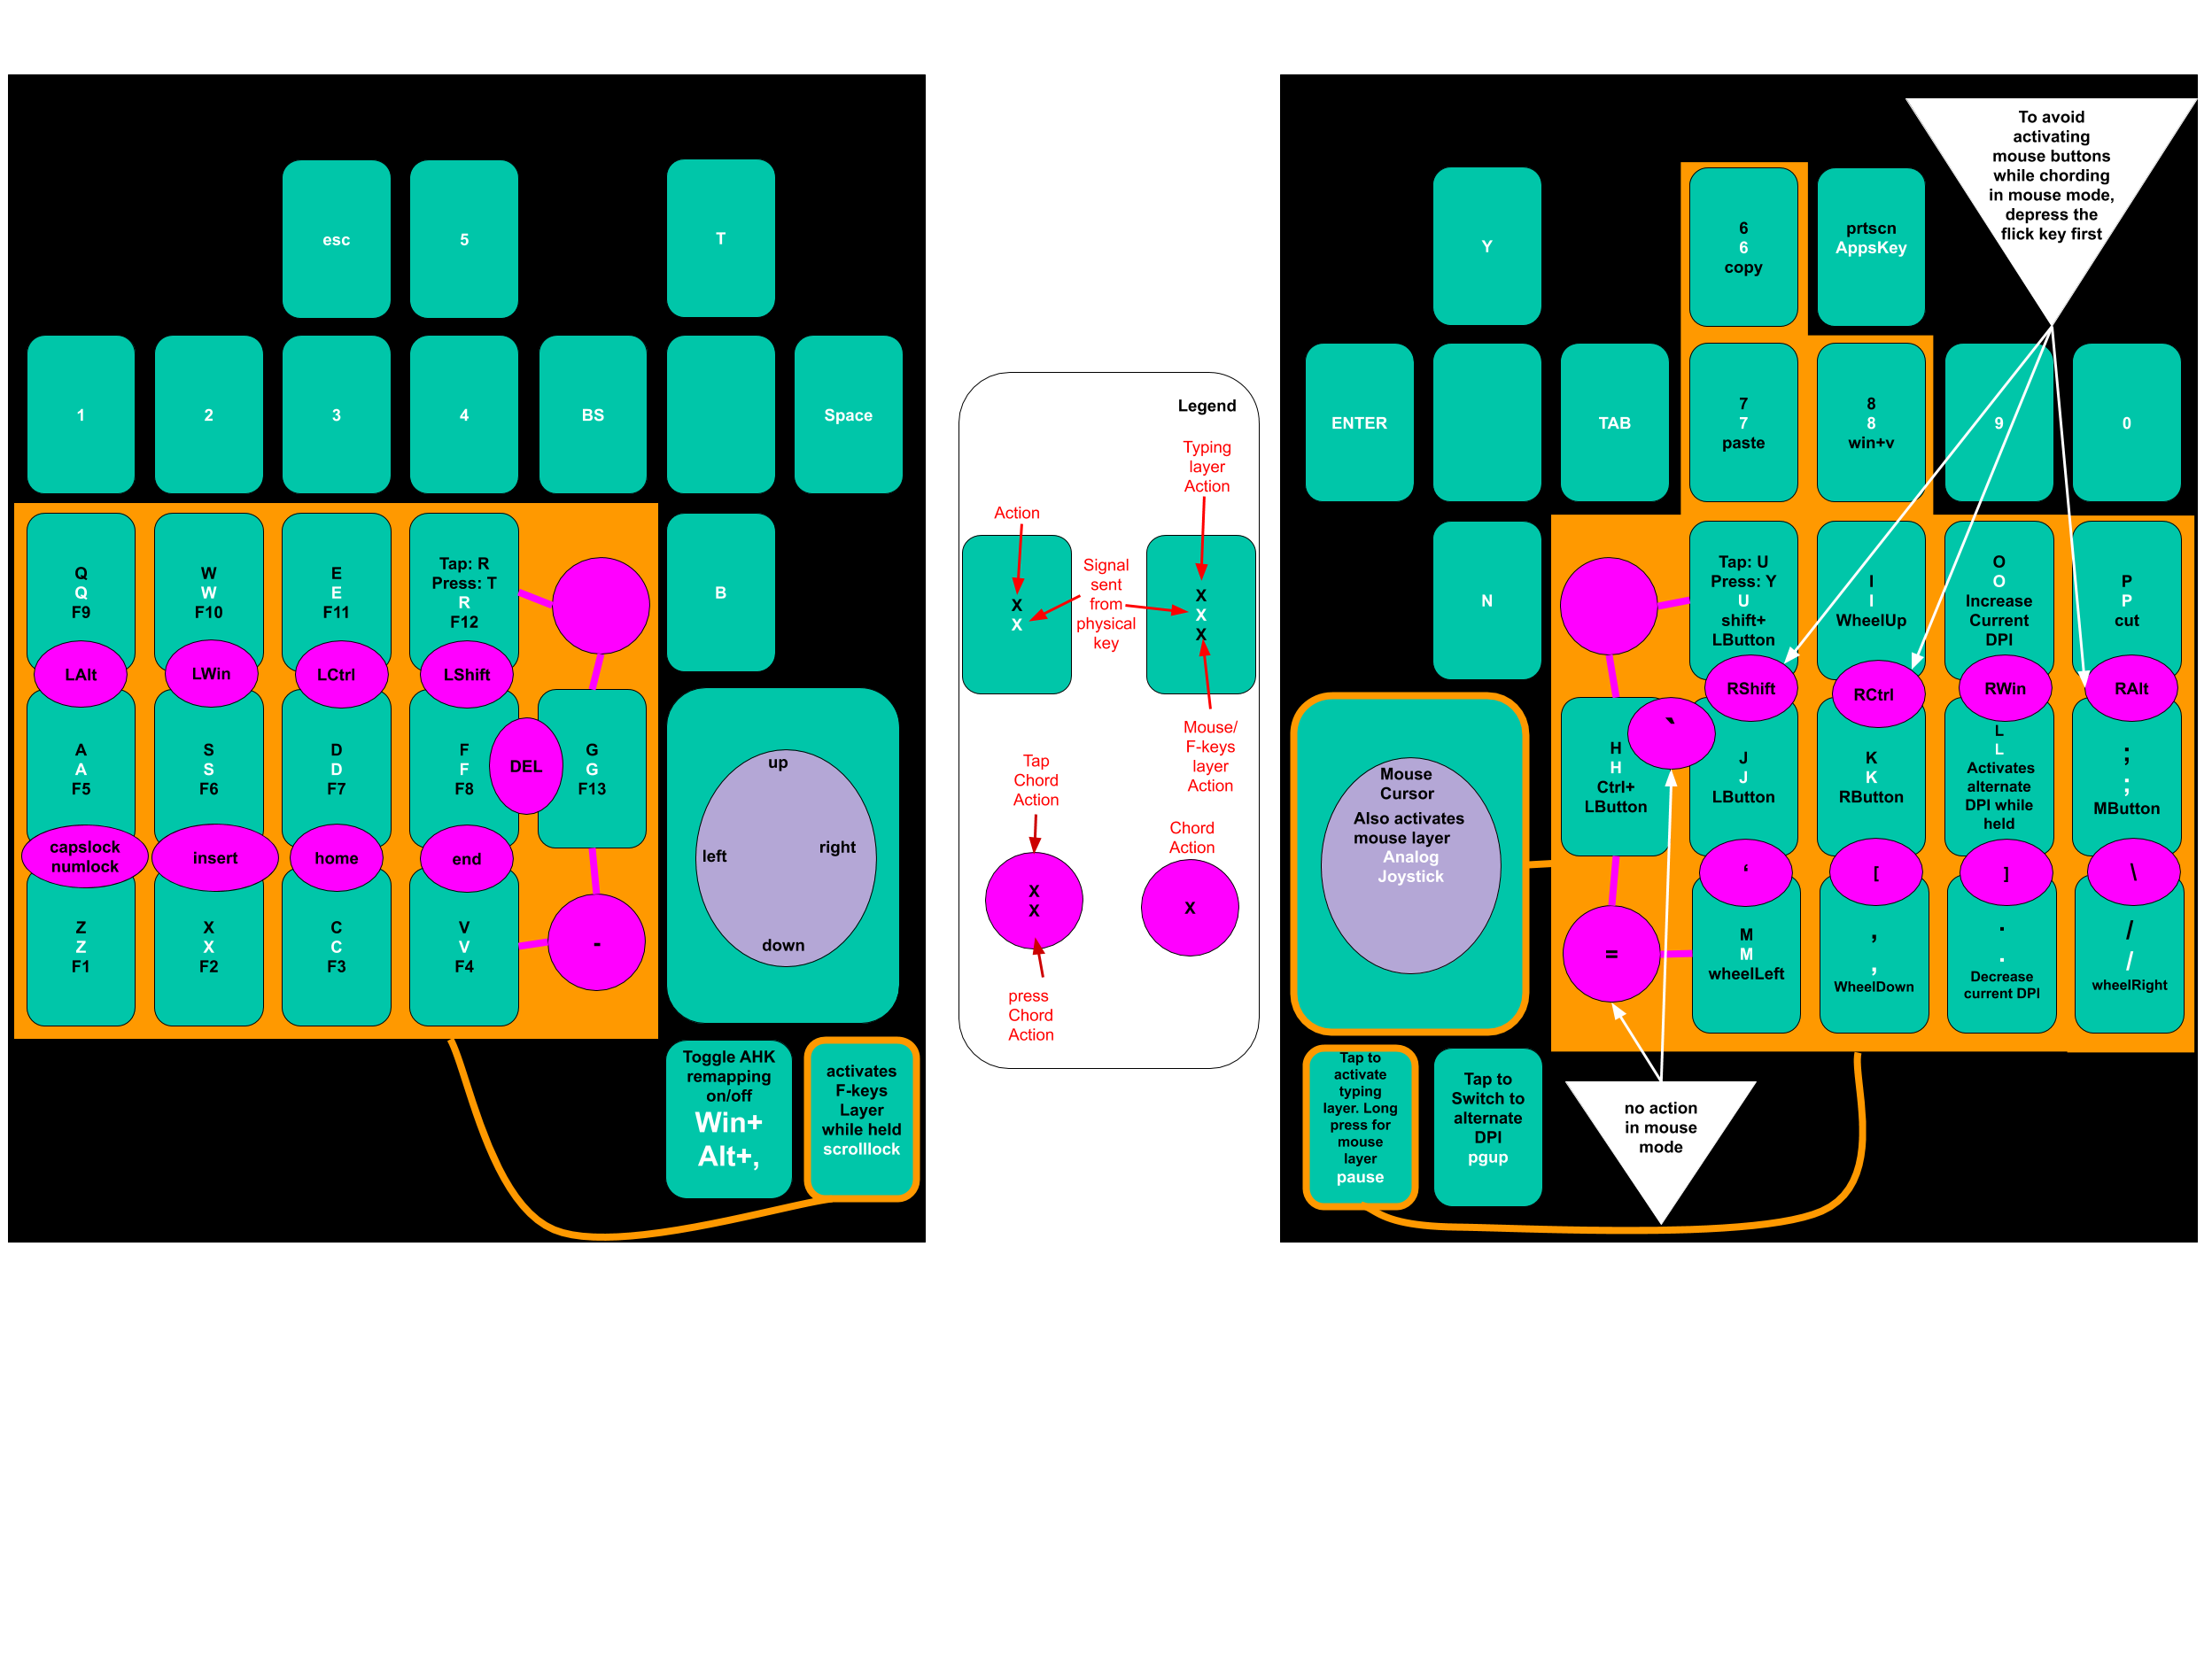 esc
5
T
1
2
3
4
BS
Space
Q
Q
F9
W
W
F10
E
E
F11
Tap: R
Press: T
R
F12
B
LAlt
LWin
LCtrl
LShift
A
A
F5
S
S
F6
D
D
F7
F
F
F8
DEL
G
G
F13
capslock
numlock
insert
home
end
Z
Z
F1
X
X
F2
C
C
F3
V
V
F4
-
up
left
right
down
Toggle AHK
remapping
on/off
Win+
Alt+,
activates
F-keys
Layer
while held
scrolllock
Legend
Typing
layer
Action
Action
Signal
sent
from
physical
key
X
X
X
X
X
Mouse/
F-keys
layer
Action
Tap
Chord
Action
Chord
Action
X
X
X
press
Chord
Action
To avoid
activating
mouse buttons
while chording
in mouse mode,
depress the
flick key first
Y
6
6
copy
prtscn
AppsKey
ENTER
TAB
7
7
paste
8
8
win+v
9
0
N
Tap: U
Press: Y
U
shift+
LButton
I
I
WheelUp
O
O
Increase
Current
DPI
P
P
cut
RShift
RCtrl
RWin
RAlt
`
H
H
Ctrl+
LButton
J
J
LButton
K
K
RButton
L
L
Activates
alternate
DPI while
held
;
;
MButton
‘
[
]
\
=
M
M
wheelLeft
,
,
WheelDown
.
.
Decrease
current DPI
/
/
wheelRight
Mouse
Cursor
Also activates
mouse layer
Analog
Joystick
Tap to
activate
typing
layer. Long
press for
mouse
layer
pause
Tap to
Switch to
alternate
DPI
pgup
no action
in mouse
mode